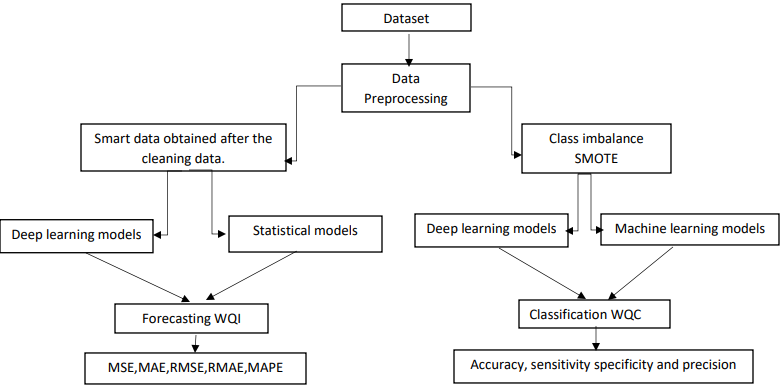 Dataset
Data
Preprocessing
Smart data obtained after the
cleaning data.
Class imbalance
SMOTE
Deep learning models
Statistical models
Deep learning models
Machine learning models
Forecasting WQI
Classification WQC
MSE,MAE,RMSE,RMAE,MAPE
Accuracy, sensitivity specificity and precision